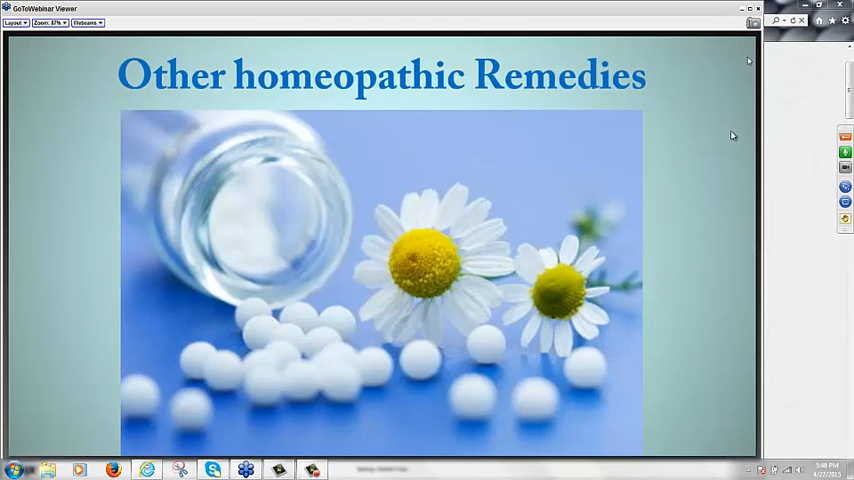 GoToWebinar Viewer
Layout Zoom: 87% Webcams
Other homeopathic Remedies
5:48 PM
4/27/2015